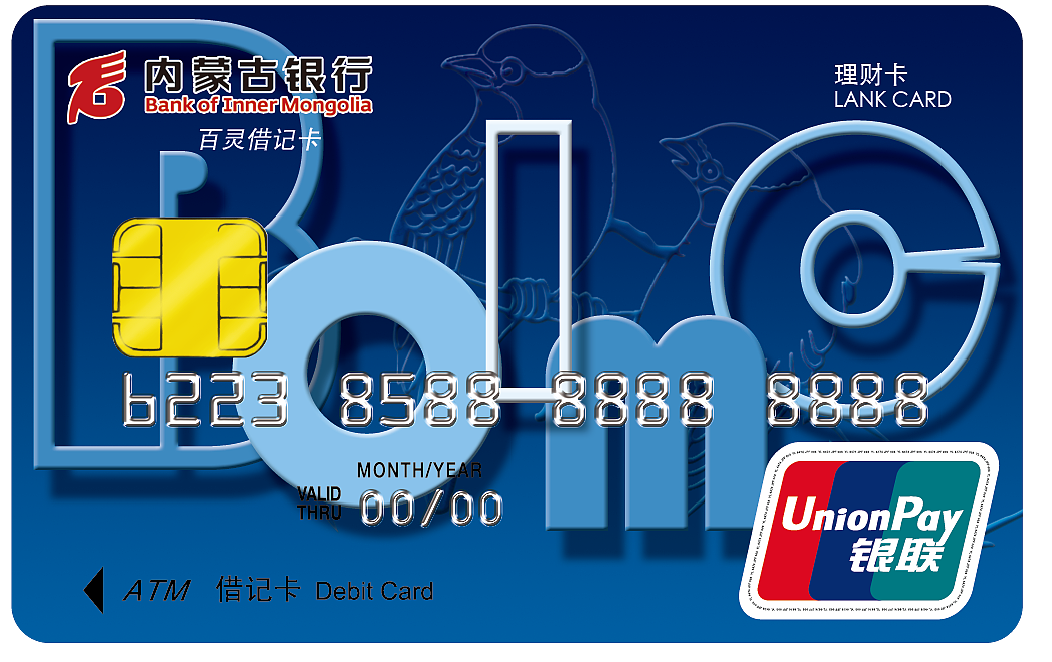 内蒙古银行
Bank of Inner Mongolia
百灵借记卡
理财卡
LANK CARD
BoImC
6223 8588 8888 8888
MONTH/YEAR
VALID
THRU 00/00
ATM 借记卡 Debit Card
UnionPay
银联